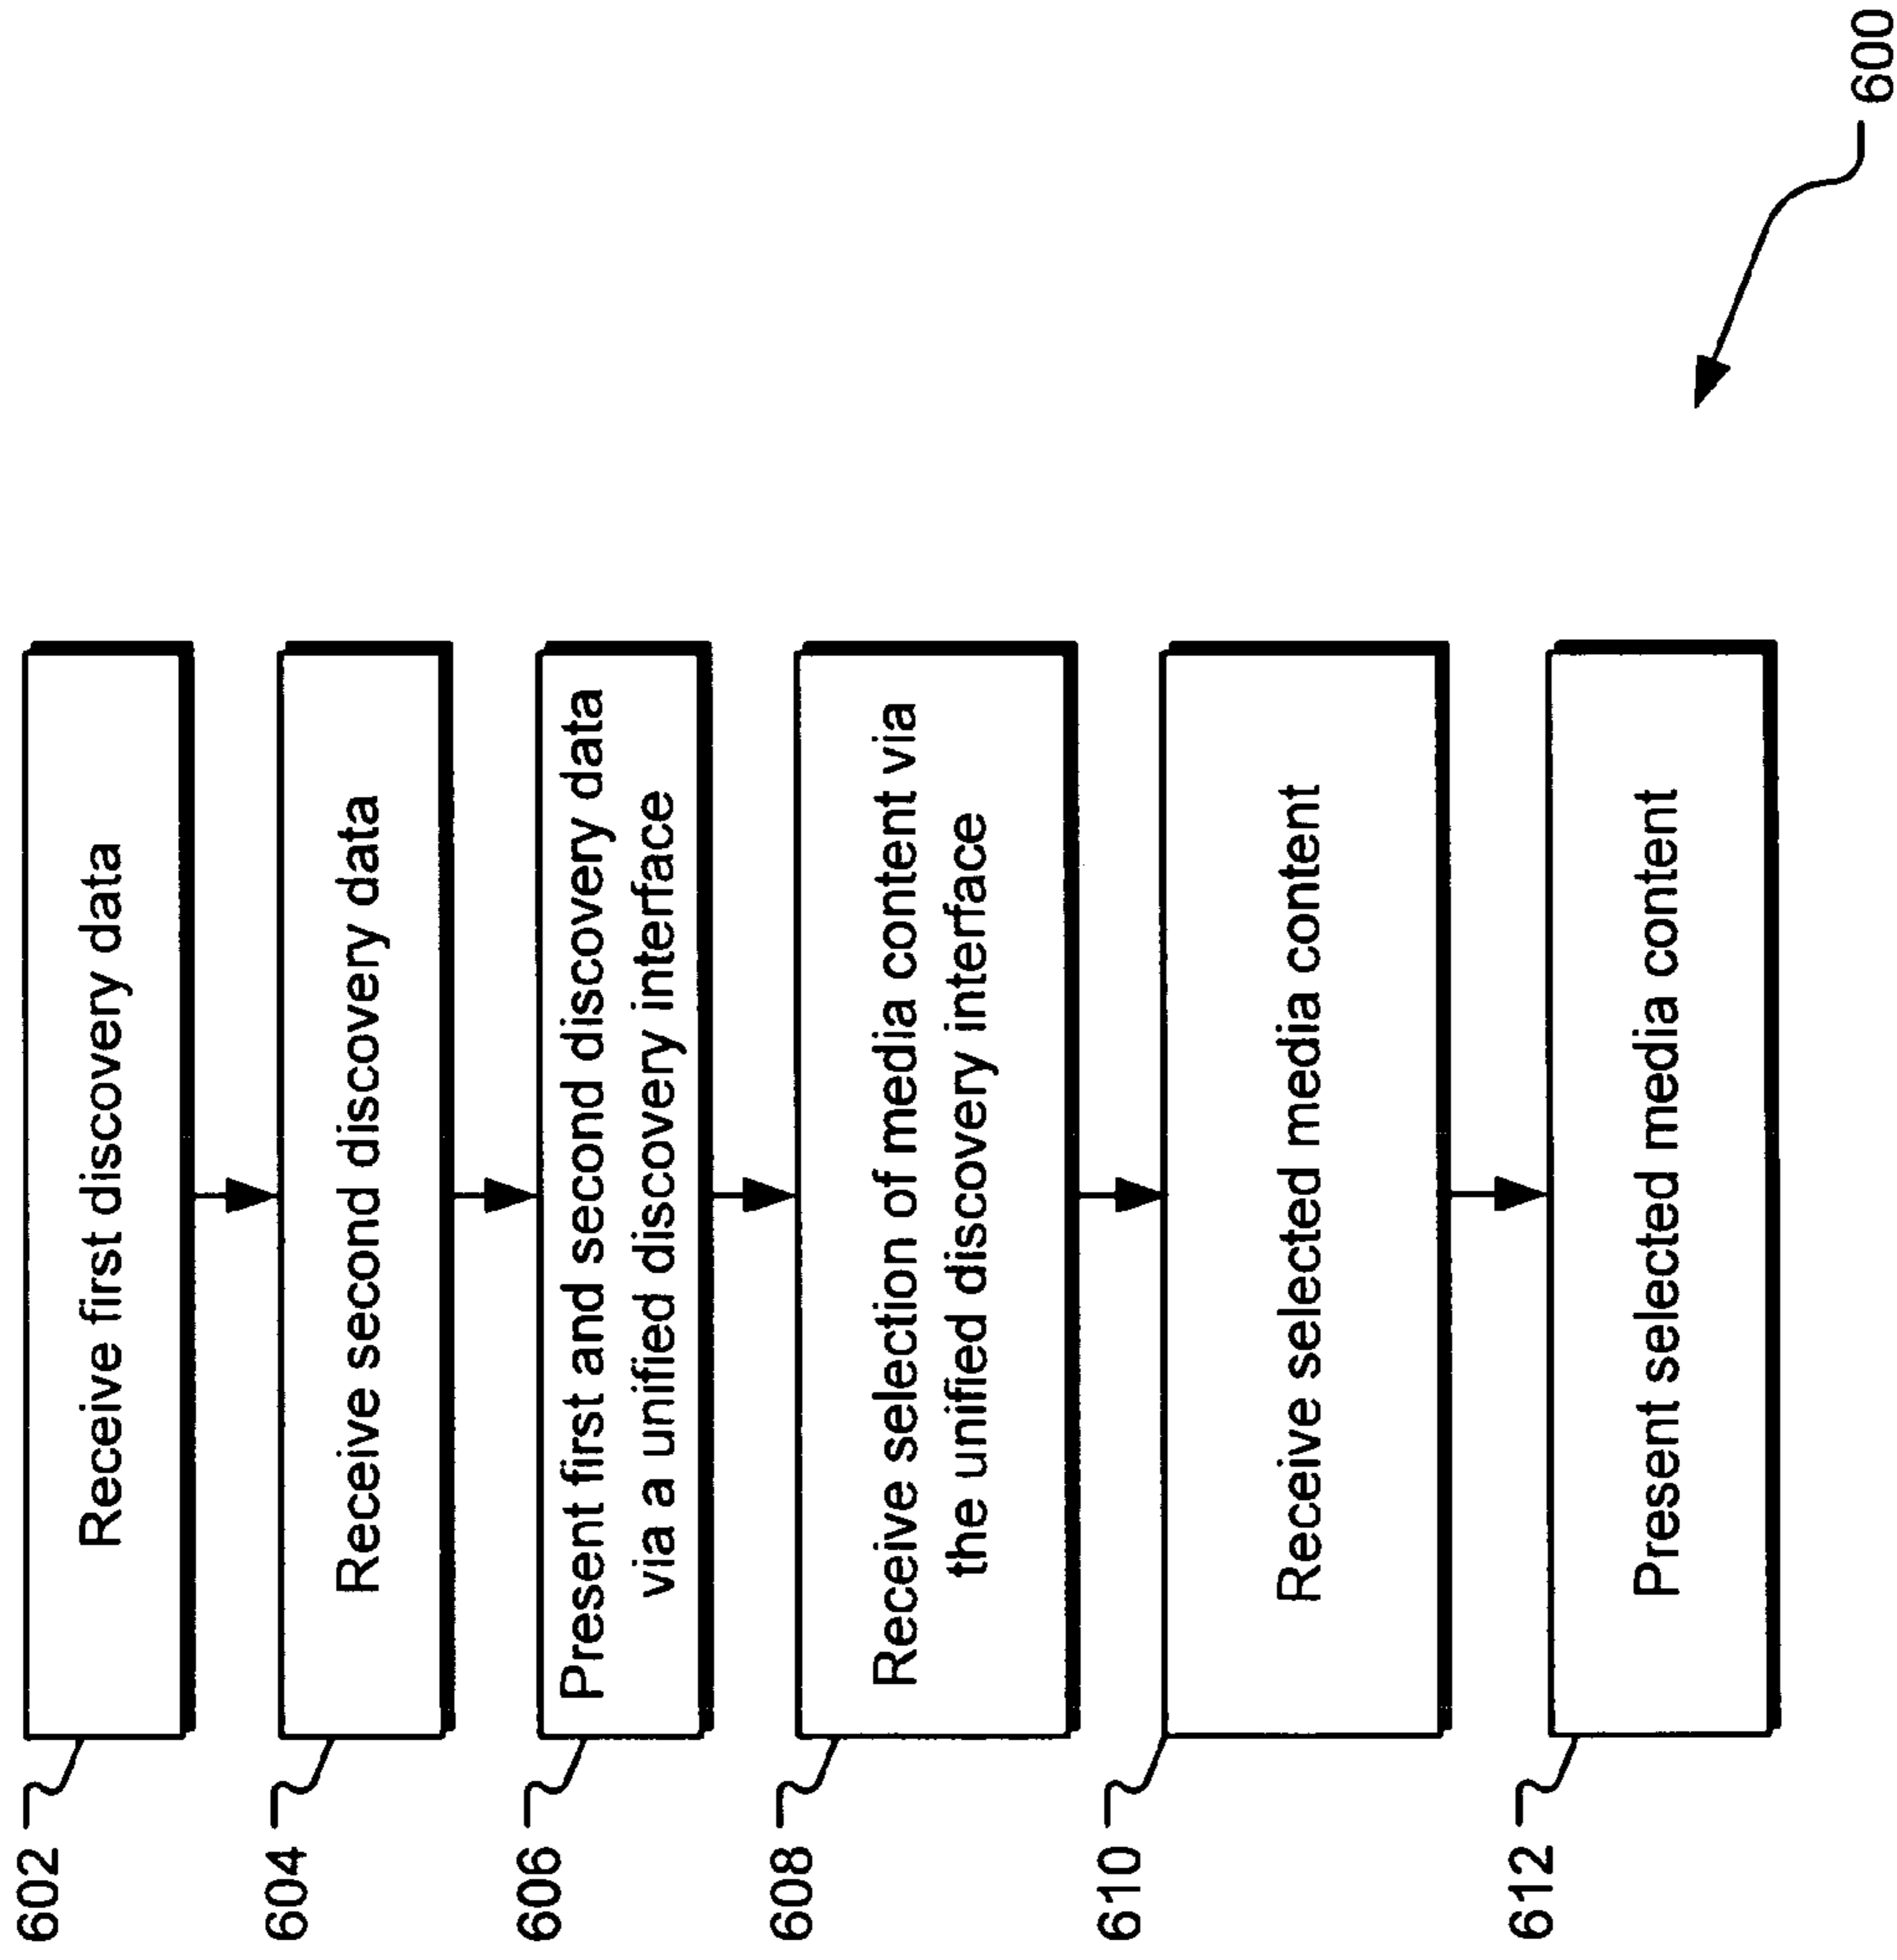 602
Receive first discovery data
604
Receive second discovery data
606
Present first and second discovery data
via a unified discovery interface
608
Receive selection of media content via
the unified discovery interface
610
Receive selected media content
612
Present selected media content
600